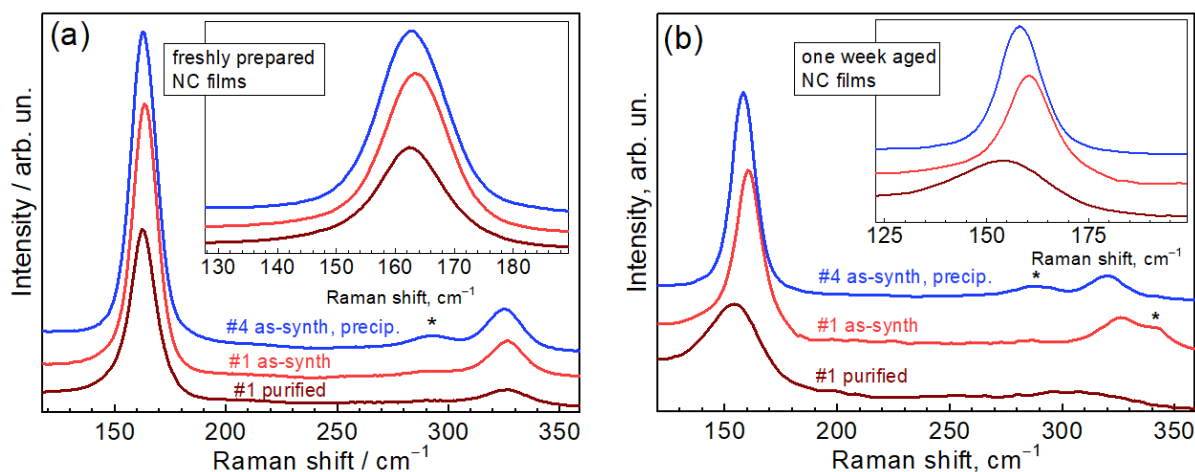 (a)
freshly prepared
NC films
130 140 150 160 170 180
Raman shift, cm⁻¹
*
#4 as-synth, precip.
#1 as-synth
#1 purified
Intensity / arb. un.
150 200 250 300 350
Raman shift / cm⁻¹
(b)
one week aged
NC films
125 150 175
Raman shift, cm⁻¹
*
#4 as-synth, precip.
*
#1 as-synth
#1 purified
Intensity, arb. un.
150 200 250 300 350
Raman shift, cm⁻¹